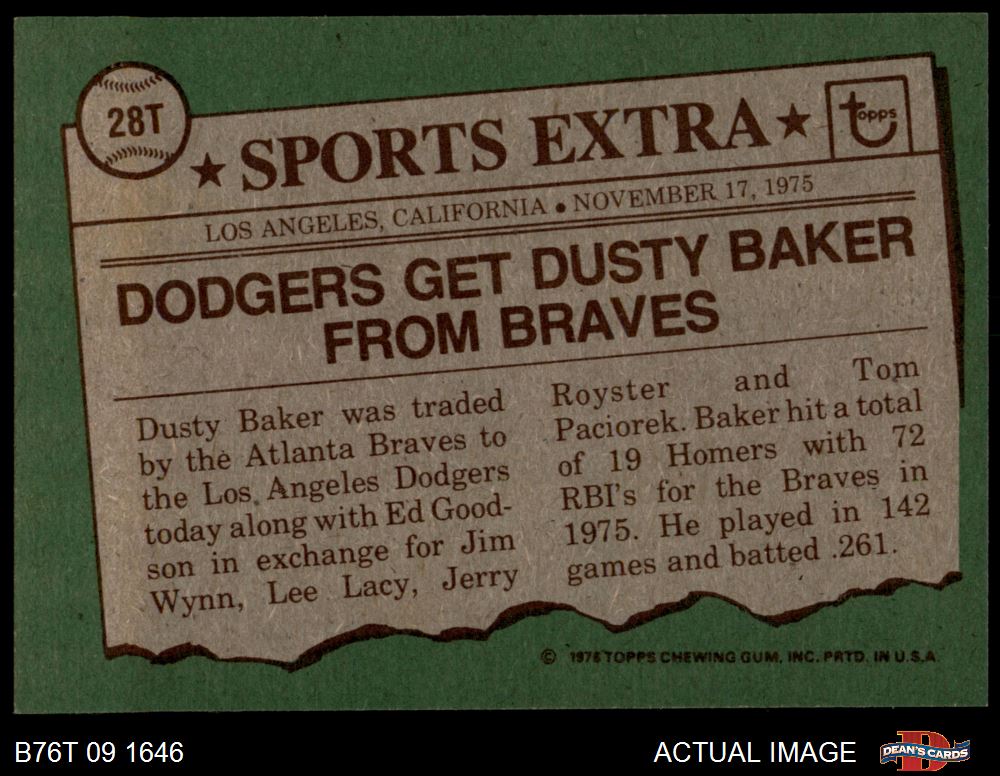 28T
★ SPORTS EXTRA ★
topps
LOS ANGELES, CALIFORNIA • NOVEMBER 17, 1975
DODGERS GET DUSTY BAKER
FROM BRAVES
Dusty Baker was traded
by the Atlanta Braves to
the Los Angeles Dodgers
today along with Ed Good-
son in exchange for Jim
Wynn, Lee Lacy, Jerry
Royster and Tom
Paciorek. Baker hit a total
of 19 Homers with 72
RBI's for the Braves in
1975. He played in 142
games and batted .261.
© 1976 TOPPS CHEWING GUM, INC. PRTD. IN U.S.A.
B76T 09 1646
ACTUAL IMAGE
D
DEAN'S CARDS